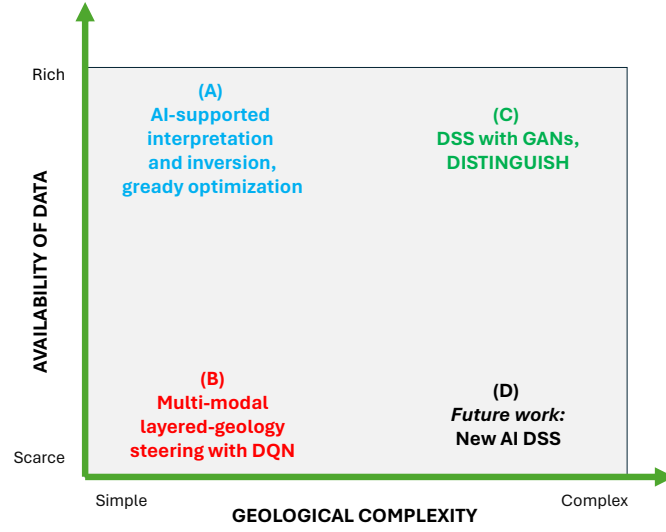 Rich
(A)
AI-supported
interpretation
and inversion,
gready optimization
(C)
DSS with GANs,
DISTINGUISH
AVAILABILITY OF DATA
(B)
Multi-modal
layered-geology
steering with DQN
(D)
Future work:
New AI DSS
Scarce
Simple
Complex
GEOLOGICAL COMPLEXITY